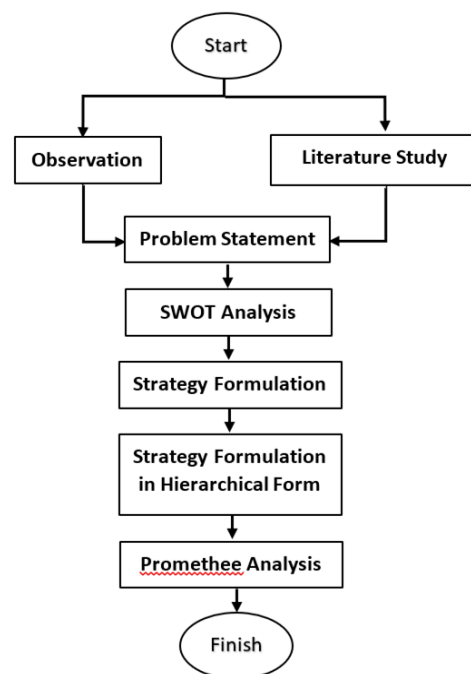 Start
Observation
Literature Study
Problem Statement
SWOT Analysis
Strategy Formulation
Strategy Formulation
in Hierarchical Form
Promethee Analysis
Finish